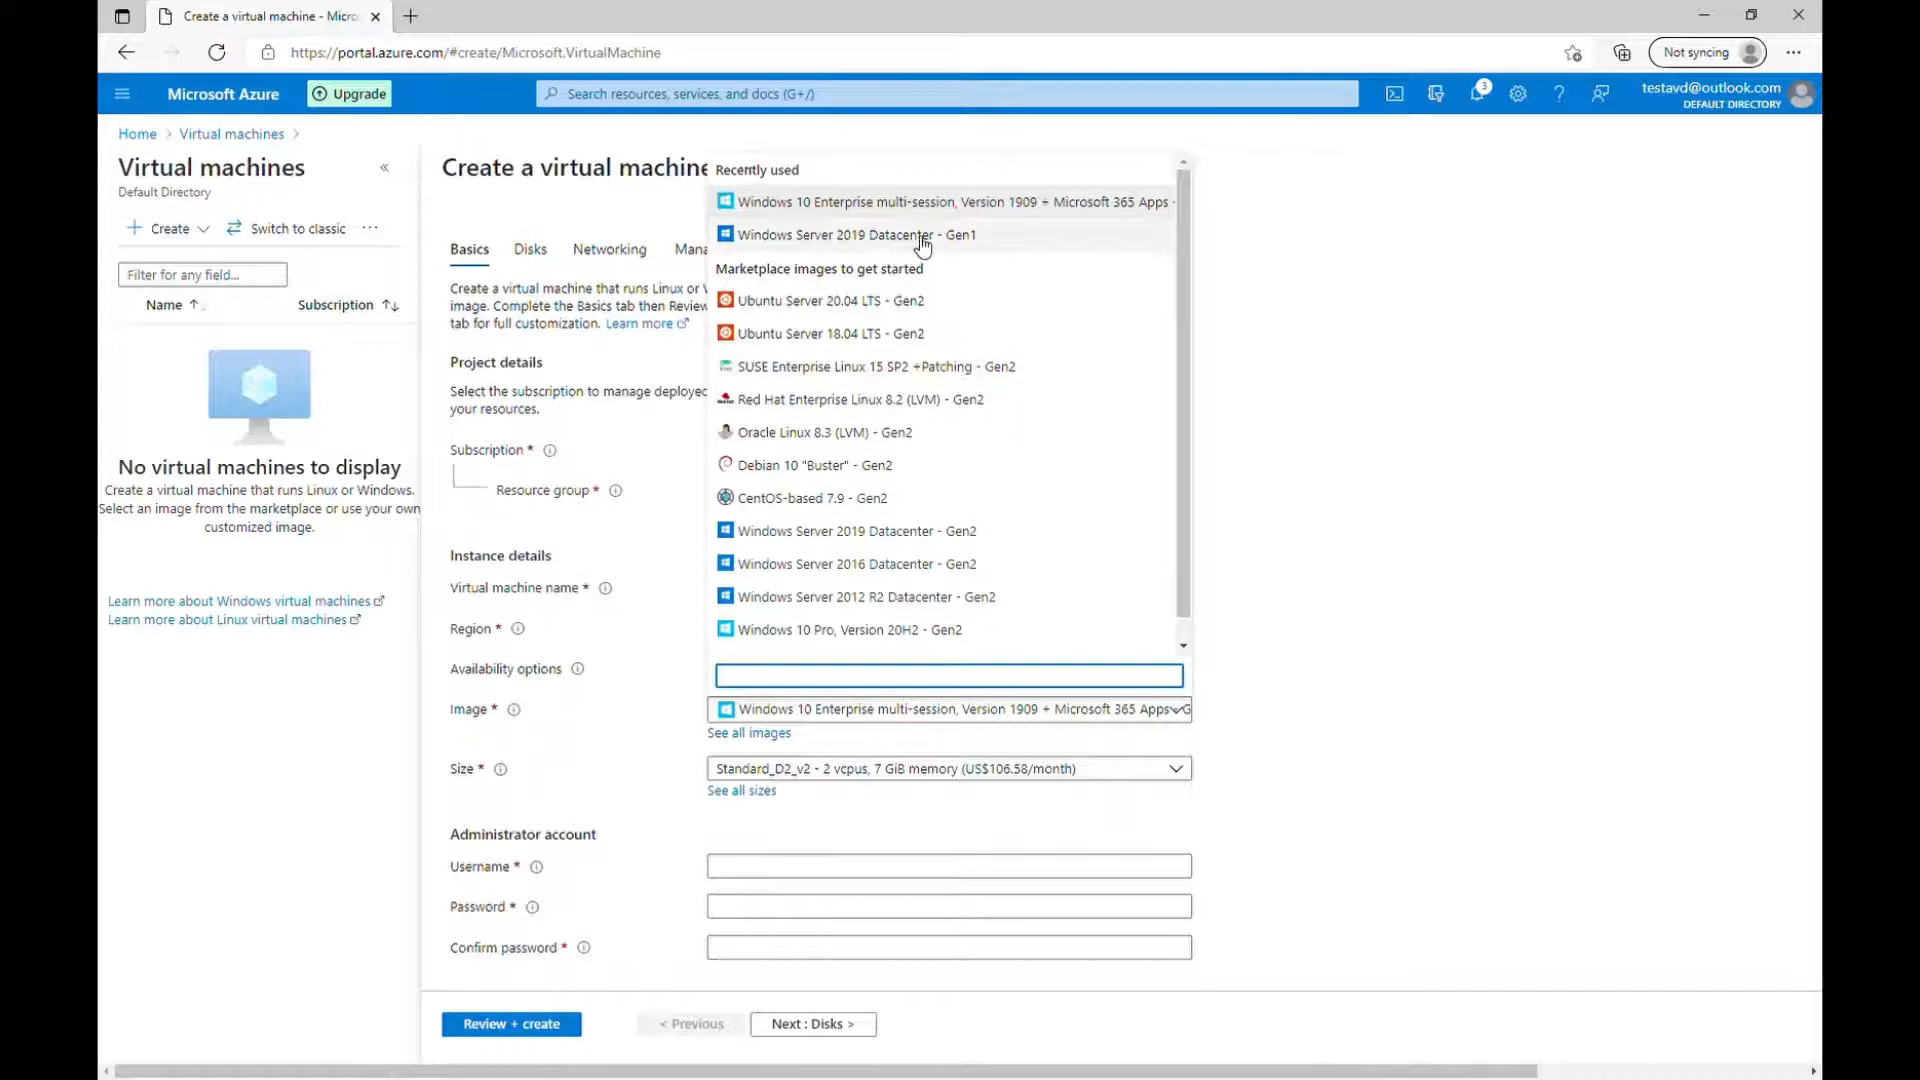 Create a virtual machine - Micro
https://portal.azure.com/#create/Microsoft.VirtualMachine
Not syncing
Microsoft Azure
Upgrade
Search resources, services, and docs (G+/)
3
testavd@outlook.com
DEFAULT DIRECTORY
Home > Virtual machines >
Virtual machines
Default Directory
+ Create
Switch to classic
...
Filter for any field...
Name ↑
Subscription ↑↓
No virtual machines to display
Create a virtual machine that runs Linux or Windows.
Select an image from the marketplace or use your own
customized image.
Learn more about Windows virtual machines
Learn more about Linux virtual machines
Create a virtual machine
Basics
Disks
Networking
Mana
Create a virtual machine that runs Linux or
image. Complete the Basics tab then Review
tab for full customization. Learn more
Project details
Select the subscription to manage deployed
your resources.
Subscription *
Resource group *
Instance details
Virtual machine name *
Region *
Availability options
Image *
Recently used
Windows 10 Enterprise multi-session, Version 1909 + Microsoft 365 Apps -
Windows Server 2019 Datacenter - Gen1
Marketplace images to get started
Ubuntu Server 20.04 LTS - Gen2
Ubuntu Server 18.04 LTS - Gen2
SUSE Enterprise Linux 15 SP2 +Patching - Gen2
Red Hat Enterprise Linux 8.2 (LVM) - Gen2
Oracle Linux 8.3 (LVM) - Gen2
Debian 10 "Buster" - Gen2
CentOS-based 7.9 - Gen2
Windows Server 2019 Datacenter - Gen2
Windows Server 2016 Datacenter - Gen2
Windows Server 2012 R2 Datacenter - Gen2
Windows 10 Pro, Version 20H2 - Gen2
Windows 10 Enterprise multi-session, Version 1909 + Microsoft 365 Apps - G
See all images
Size *
Standard_D2_v2 - 2 vcpus, 7 GiB memory (US$106.58/month)
See all sizes
Administrator account
Username *
Password *
Confirm password *
Review + create
< Previous
Next : Disks >